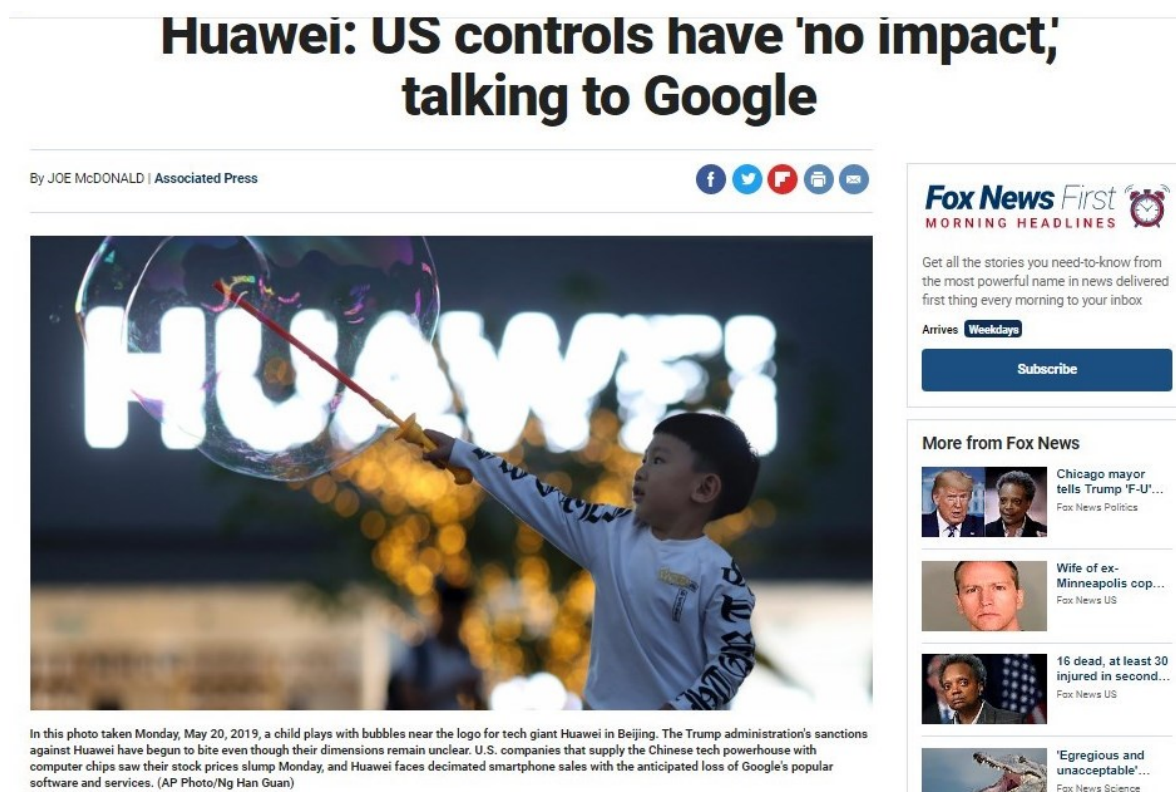 Huawei: US controls have 'no impact,'
talking to Google
By JOE McDONALD | Associated Press
HUAWEI
In this photo taken Monday, May 20, 2019, a child plays with bubbles near the logo for tech giant Huawei in Beijing. The Trump administration's sanctions
against Huawei have begun to bite even though their dimensions remain unclear. U.S. companies that supply the Chinese tech powerhouse with
computer chips saw their stock prices slump Monday, and Huawei faces decimated smartphone sales with the anticipated loss of Google's popular
software and services. (AP Photo/Ng Han Guan)
Fox News First
MORNING HEADLINES
Get all the stories you need-to-know from
the most powerful name in news delivered
first thing every morning to your inbox
Arrives Weekdays
Subscribe
More from Fox News
Chicago mayor
tells Trump 'F-U'...
Fox News Politics
Wife of ex-
Minneapolis cop...
Fox News US
16 dead, at least 30
injured in second...
Fox News US
'Egregious and
unacceptable'...
Fox News Science